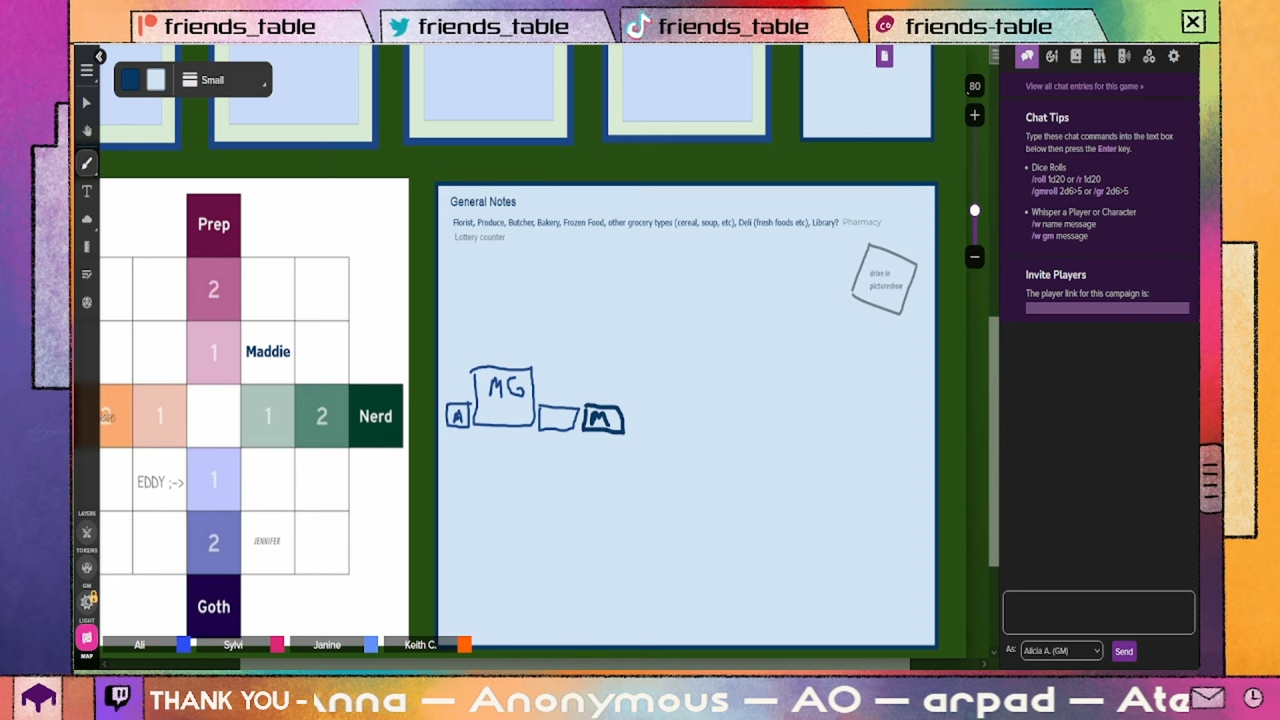 friends_table
friends_table
friends_table
friends-table
Small
80
View all chat entries for this game »
Chat Tips
Type these chat commands into the text box
below then press the Enter key.
Dice Rolls
/roll 1d20 or /r 1d20
/gmroll 2d6>5 or /gr 2d6>5
Whisper a Player or Character
/w name message
/w gm message
Invite Players
The player link for this campaign is:
General Notes
Florist, Produce, Butcher, Bakery, Frozen Food, other grocery types (cereal, soup, etc), Deli (fresh foods etc), Library? Pharmacy
Lottery counter
drive in
pictureshow
Prep
2
1 Maddie
1 1 2 Nerd
EDDY ;-> 1
2 JENNIFER
Goth
A MG M
LAYERS
TOKENS
GM
LIGHT
MAP
Ali Sylvi Janine Keith C.
As: Alicia A. (GM) Send
THANK YOU - nna — Anonymous — AO — arpad — Ate